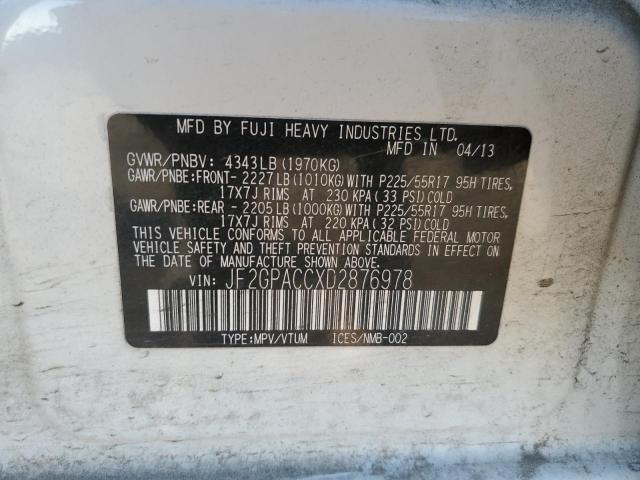 MFD BY FUJI HEAVY INDUSTRIES LTD.
MFD IN 04/13
GVWR/PNBV: 4343LB(1970KG)
GAWR/PNBE:FRONT- 2227LB(1010KG)WITH P225/55R17 95H TIRES,
17X7J RIMS AT 230 KPA(33 PSI)COLD
GAWR/PNBE:REAR - 2205LB(1000KG)WITH P225/55R17 95H TIRES,
17X7J RIMS AT 220 KPA(32 PSI)COLD
THIS VEHICLE CONFORMS TO ALL APPLICABLE FEDERAL MOTOR
VEHICLE SAFETY AND THEFT PREVENTION STANDARDS IN EFFECT ON
THE DATE OF MANUFACTURE SHOWN ABOVE.
VIN: JF2GPACCXD2876978
TYPE:MPV/VTUM ICES/NMB-002